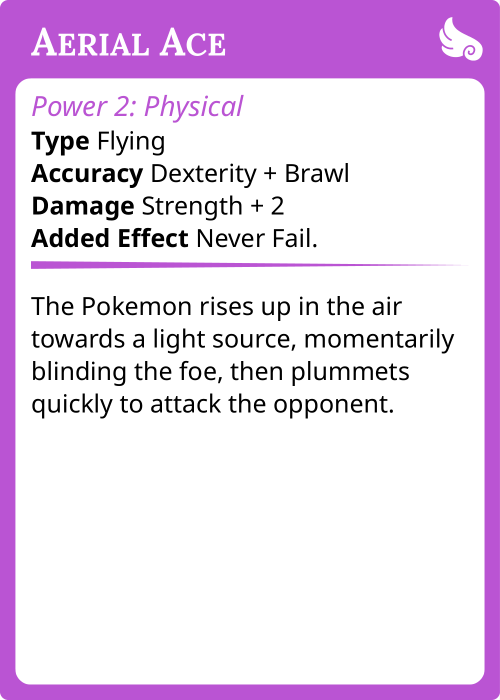 Aerial Ace
Power 2: Physical
Type Flying
Accuracy Dexterity + Brawl
Damage Strength + 2
Added Effect Never Fail.
The Pokemon rises up in the air
towards a light source, momentarily
blinding the foe, then plummets
quickly to attack the opponent.